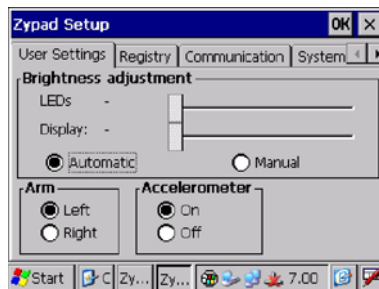 Zypad Setup OK
User Settings Registry Communication System
Brightness adjustment
LEDs -
Display: -
Automatic Manual
Arm Accelerometer
Left On
Right Off
Start C Zy... Zy... 7.00